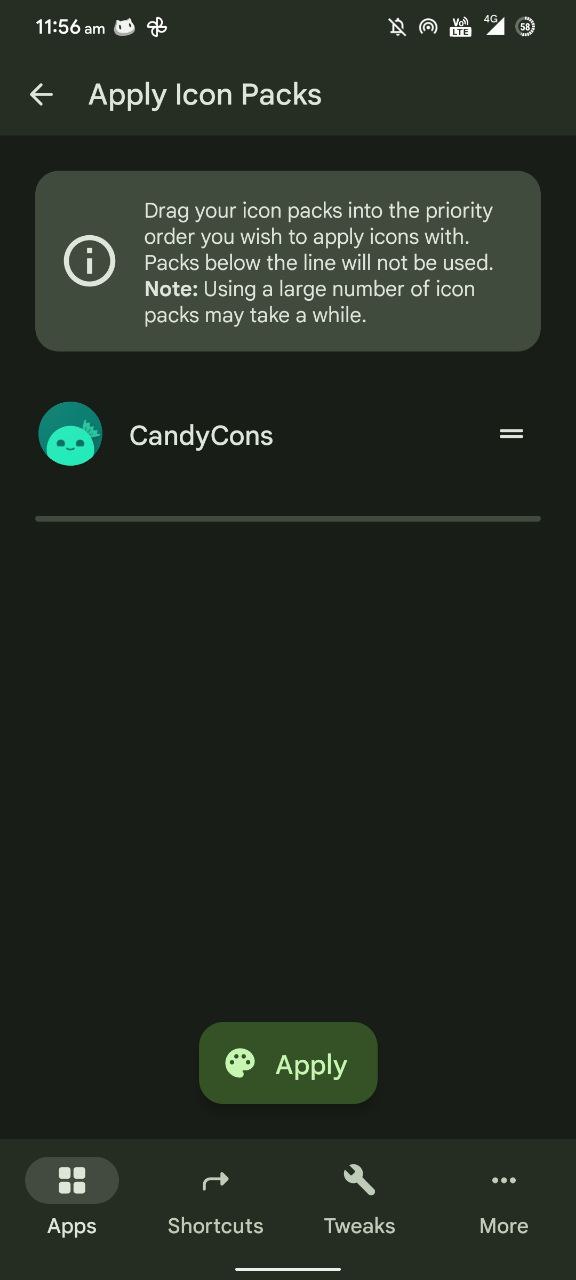 11:56 am
Vo))
LTE
4G
58
Apply Icon Packs
Drag your icon packs into the priority
order you wish to apply icons with.
Packs below the line will not be used.
Note: Using a large number of icon
packs may take a while.
CandyCons
Apply
Apps
Shortcuts
Tweaks
More